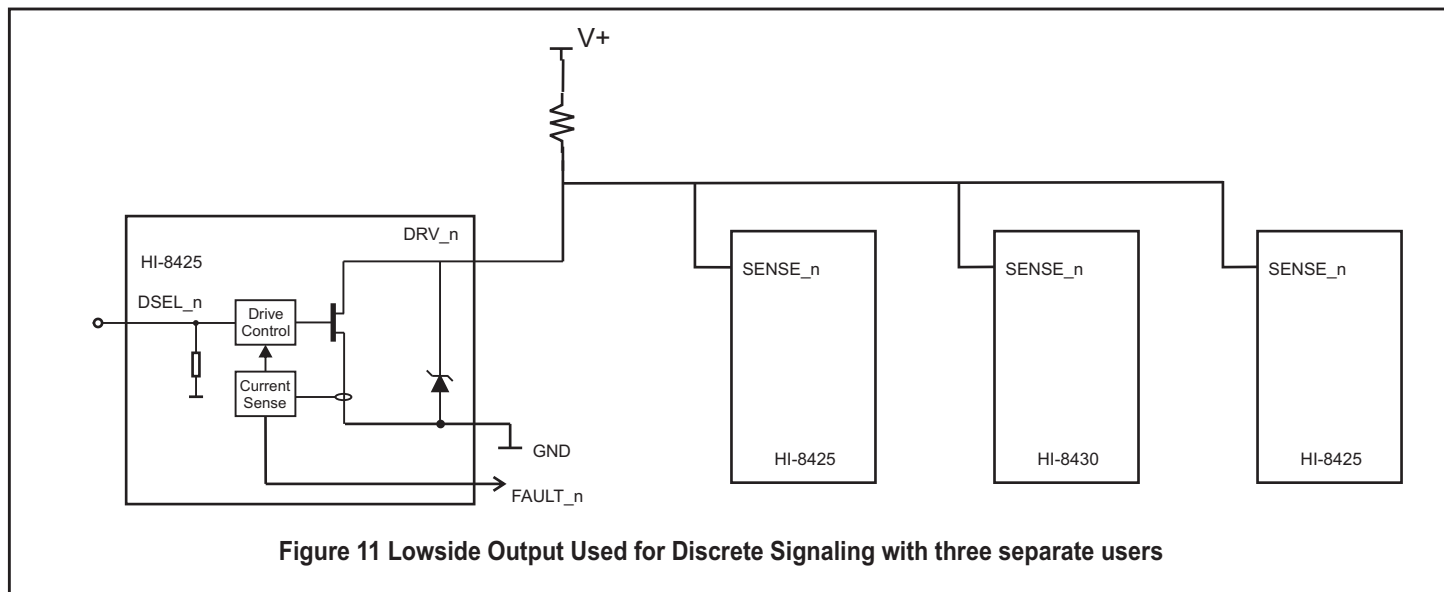 V+
DRV_n
HI-8425
DSEL_n
Drive
Control
Current
Sense
GND
FAULT_n
SENSE_n
HI-8425
SENSE_n
HI-8430
SENSE_n
HI-8425
Figure 11 Lowside Output Used for Discrete Signaling with three separate users